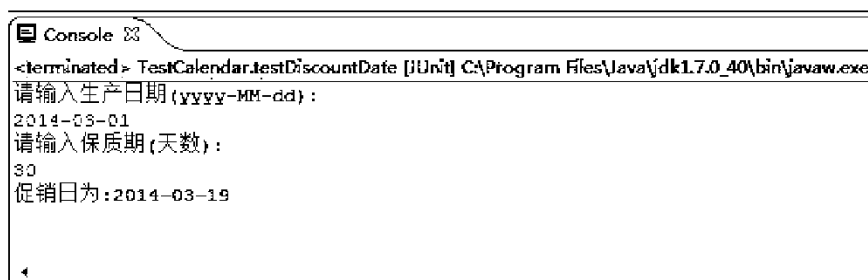 Console
<terminated> TestCalendar.testDiscountDate [JUnit] C:\Program Files\Java\jdk1.7.0_40\bin\javaw.exe
请输入生产日期(yyyy-MM-dd):
2014-03-01
请输入保质期(天数):
30
促销日为:2014-03-19